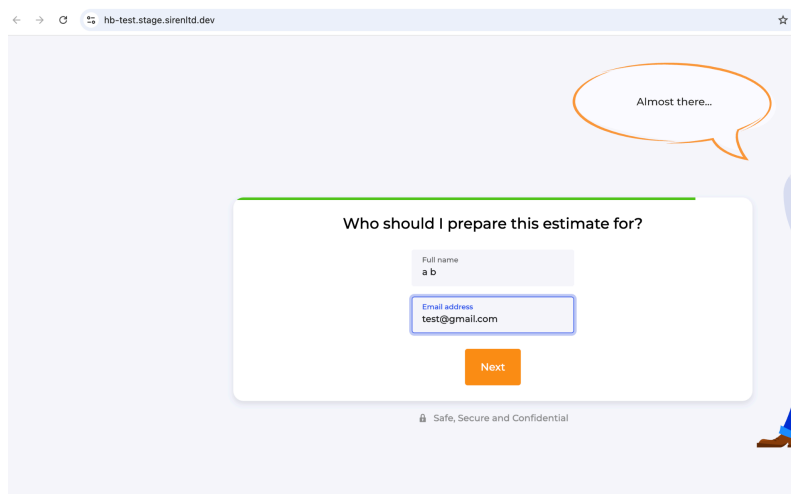 hb-test.stage.sirenltd.dev
Almost there...
Who should I prepare this estimate for?
Full name
a b
Email address
test@gmail.com
Next
Safe, Secure and Confidential